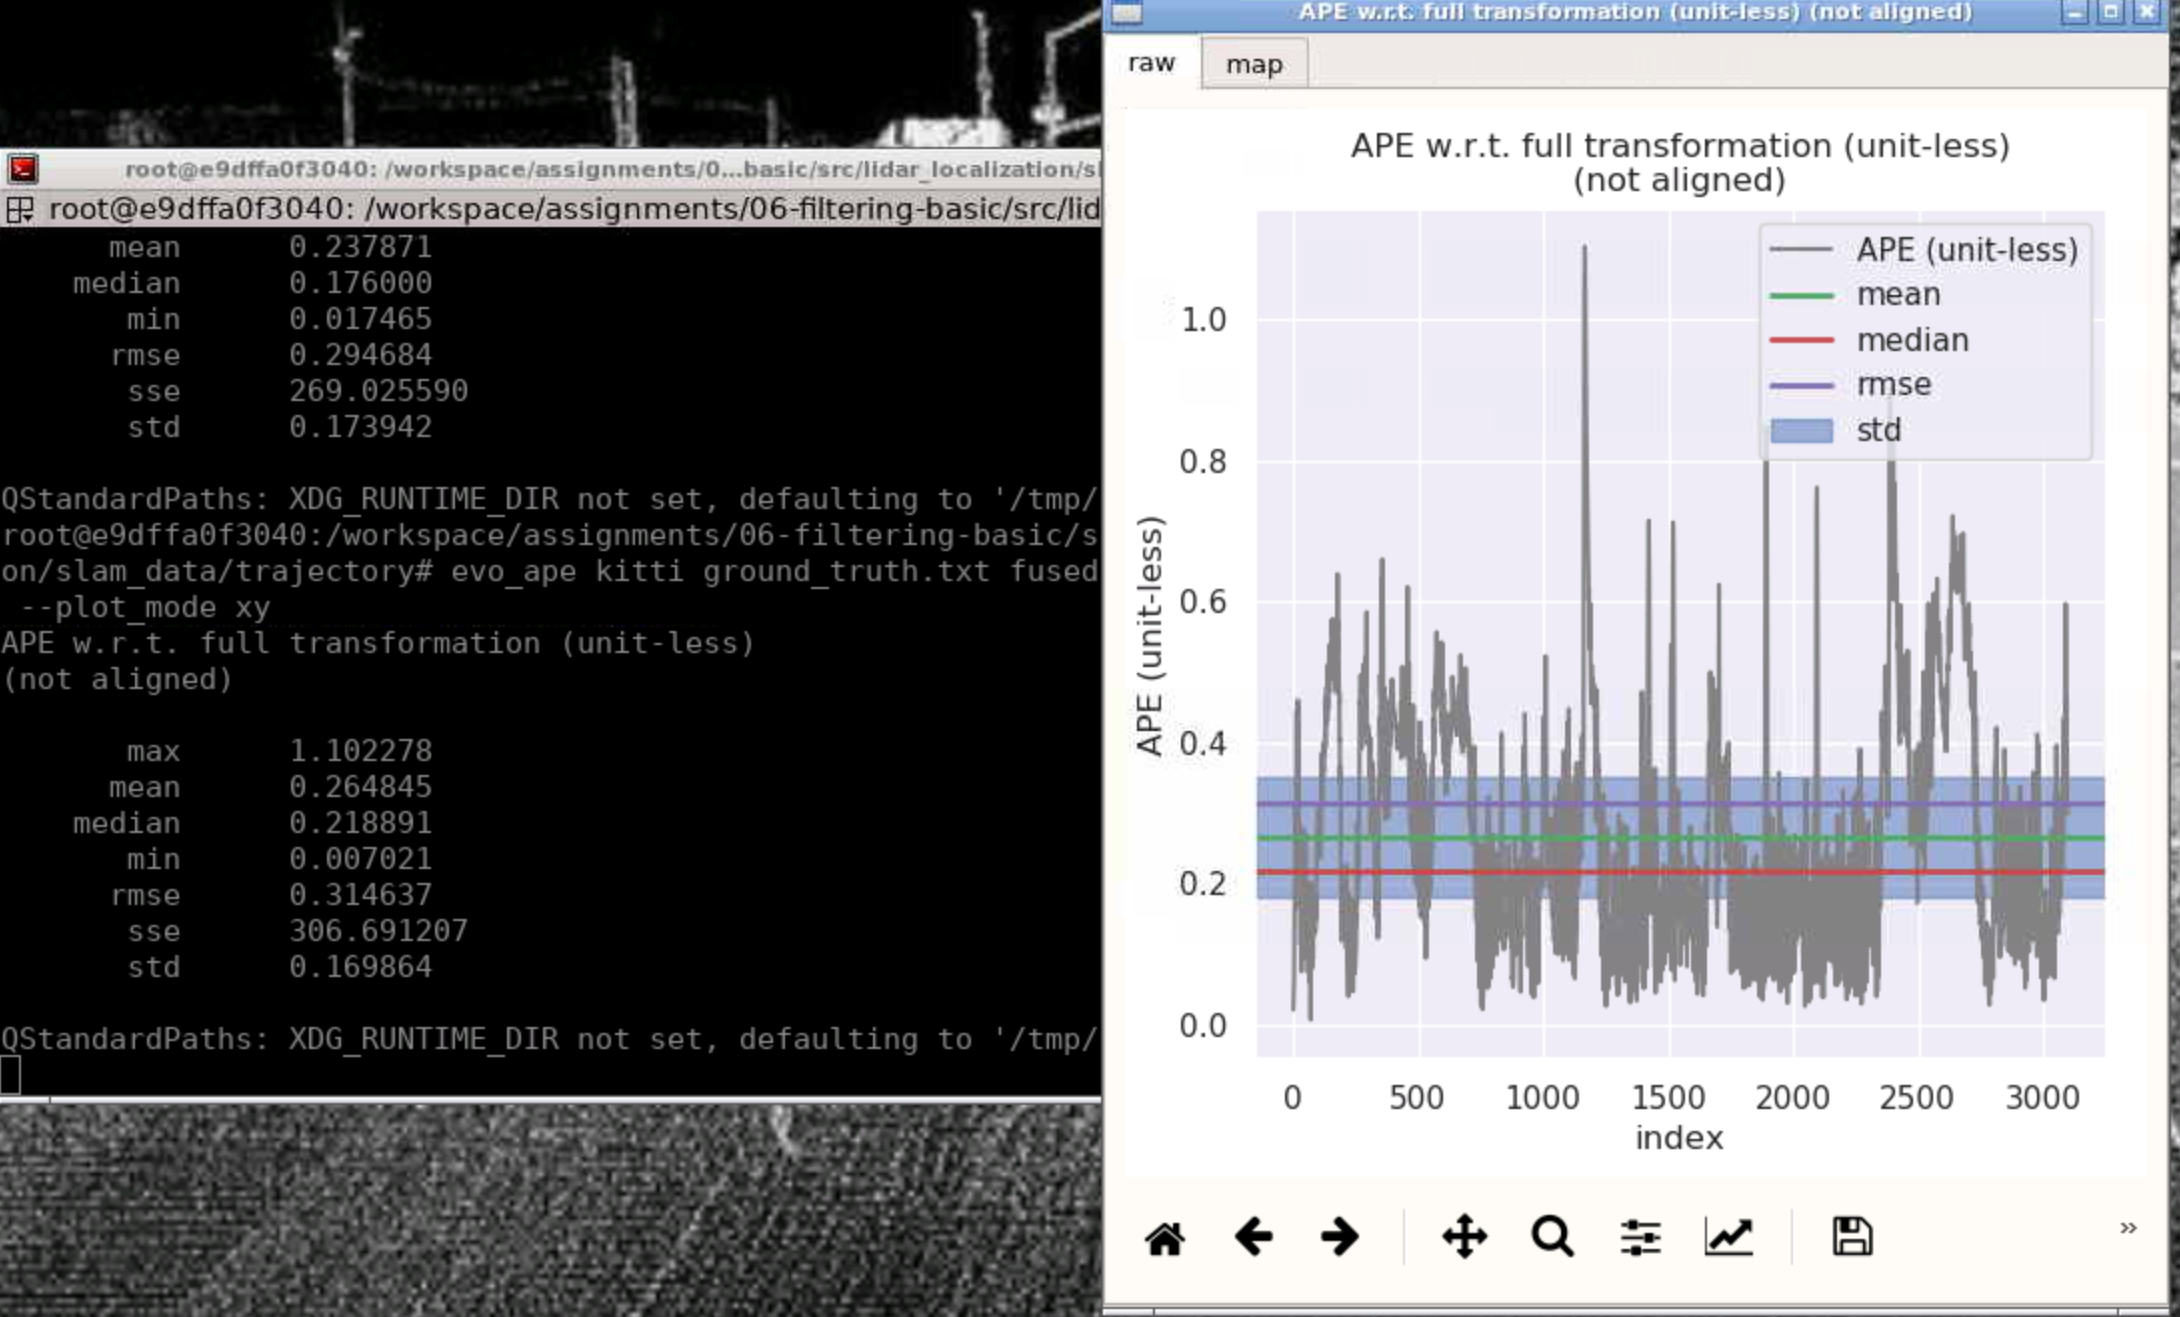 root@e9dffa0f3040: /workspace/assignments/0...basic/src/lidar_localization/sl
root@e9dffa0f3040: /workspace/assignments/06-filtering-basic/src/lid
mean 0.237871
median 0.176000
min 0.017465
rmse 0.294684
sse 269.025590
std 0.173942
QStandardPaths: XDG_RUNTIME_DIR not set, defaulting to '/tmp/
root@e9dffa0f3040:/workspace/assignments/06-filtering-basic/s
on/slam_data/trajectory# evo_ape kitti ground_truth.txt fused
--plot_mode xy
APE w.r.t. full transformation (unit-less)
(not aligned)
max 1.102278
mean 0.264845
median 0.218891
min 0.007021
rmse 0.314637
sse 306.691207
std 0.169864
QStandardPaths: XDG_RUNTIME_DIR not set, defaulting to '/tmp/
APE w.r.t. full transformation (unit-less) (not aligned)
raw map
APE w.r.t. full transformation (unit-less)
(not aligned)
APE (unit-less)
mean
median
rmse
std
APE (unit-less)
1.0
0.8
0.6
0.4
0.2
0.0
0 500 1000 1500 2000 2500 3000
index